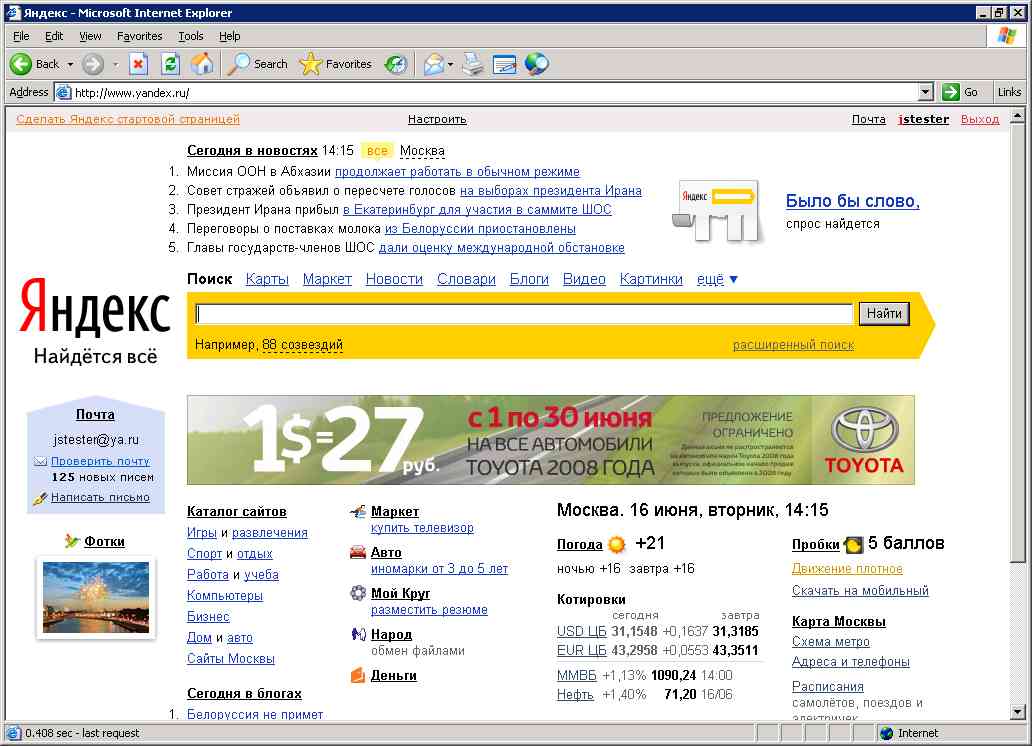 Яндекс - Microsoft Internet Explorer
File Edit View Favorites Tools Help
Back Search Favorites
Address http://www.yandex.ru/ Go Links
Сделать Яндекс стартовой страницей Настроить Почта jstester Выход
Сегодня в новостях 14:15 все Москва
1. Миссия ООН в Абхазии продолжает работать в обычном режиме
2. Совет стражей объявил о пересчете голосов на выборах президента Ирана
3. Президент Ирана прибыл в Екатеринбург для участия в саммите ШОС
4. Переговоры о поставках молока из Белоруссии приостановлены
5. Главы государств-членов ШОС дали оценку международной обстановке
Яндекс
Было бы слово,
спрос найдется
Поиск Карты Маркет Новости Словари Блоги Видео Картинки ещё ▼
Яндекс
Найдётся всё
Найти
Например, 88 созвездий расширенный поиск
Почта
jstester@ya.ru
Проверить почту
125 новых писем
Написать письмо
Фотки
1$=27 руб.
с 1 по 30 июня
НА ВСЕ АВТОМОБИЛИ
TOYOTA 2008 ГОДА
ПРЕДЛОЖЕНИЕ
ОГРАНИЧЕНО
TOYOTA
Каталог сайтов
Игры и развлечения
Спорт и отдых
Работа и учеба
Компьютеры
Бизнес
Дом и авто
Сайты Москвы
Сегодня в блогах
1. Белоруссия не примет
Маркет
купить телевизор
Авто
иномарки от 3 до 5 лет
Мой Круг
разместить резюме
Народ
обмен файлами
Деньги
Москва. 16 июня, вторник, 14:15
Погода +21
ночью +16 завтра +16
Котировки
сегодня завтра
USD ЦБ 31,1548 +0,1637 31,3185
EUR ЦБ 43,2958 +0,0553 43,3511
ММВБ +1,13% 1090,24 14:00
Нефть +1,40% 71,20 16/06
Пробки 5 баллов
Движение плотное
Скачать на мобильный
Карта Москвы
Схема метро
Адреса и телефоны
Расписания
самолётов, поездов и
электричек
0.408 sec - last request Internet